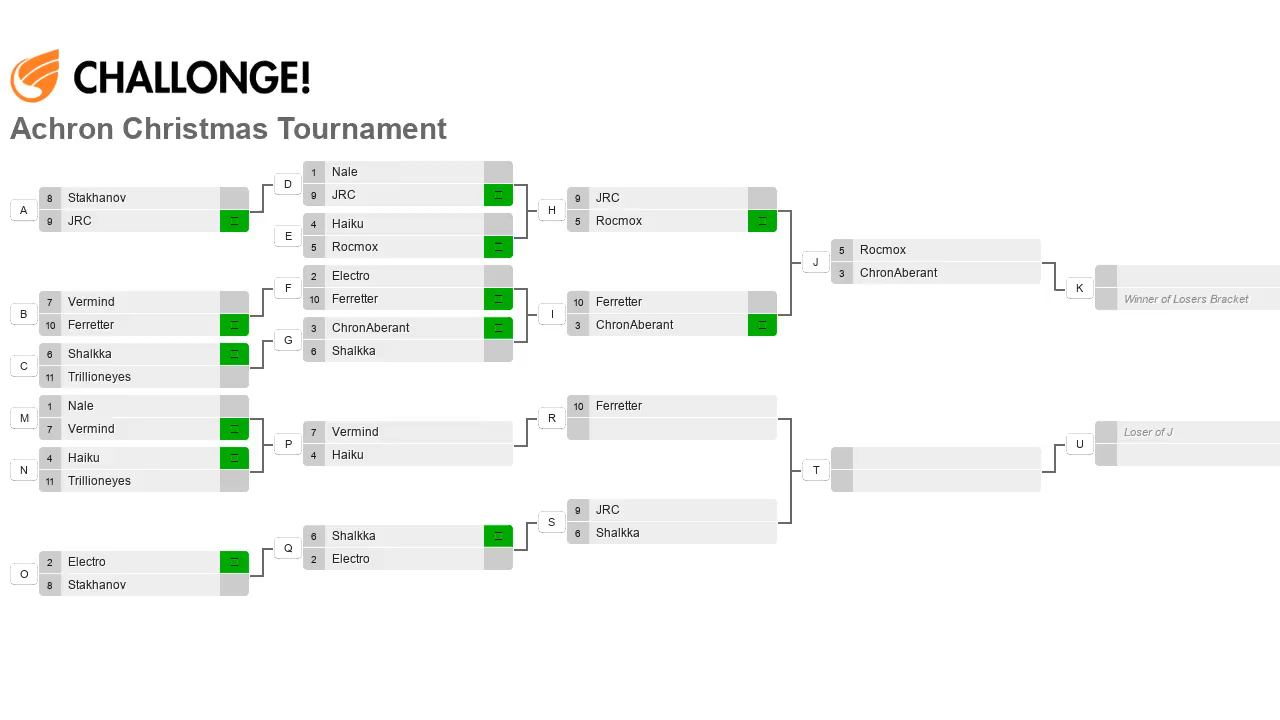 CHALLONGE!
Achron Christmas Tournament
A
8 Stakhanov
9 JRC
B
7 Vermind
10 Ferretter
C
6 Shalkka
11 Trillioneyes
D
1 Nale
9 JRC
E
4 Haiku
5 Rocmox
F
2 Electro
10 Ferretter
G
3 ChronAberant
6 Shalkka
H
9 JRC
5 Rocmox
I
10 Ferretter
3 ChronAberant
J
5 Rocmox
3 ChronAberant
K
Winner of Losers Bracket
M
1 Nale
7 Vermind
N
4 Haiku
11 Trillioneyes
O
2 Electro
8 Stakhanov
P
7 Vermind
4 Haiku
Q
6 Shalkka
2 Electro
R
10 Ferretter
S
9 JRC
6 Shalkka
T
U
Loser of J